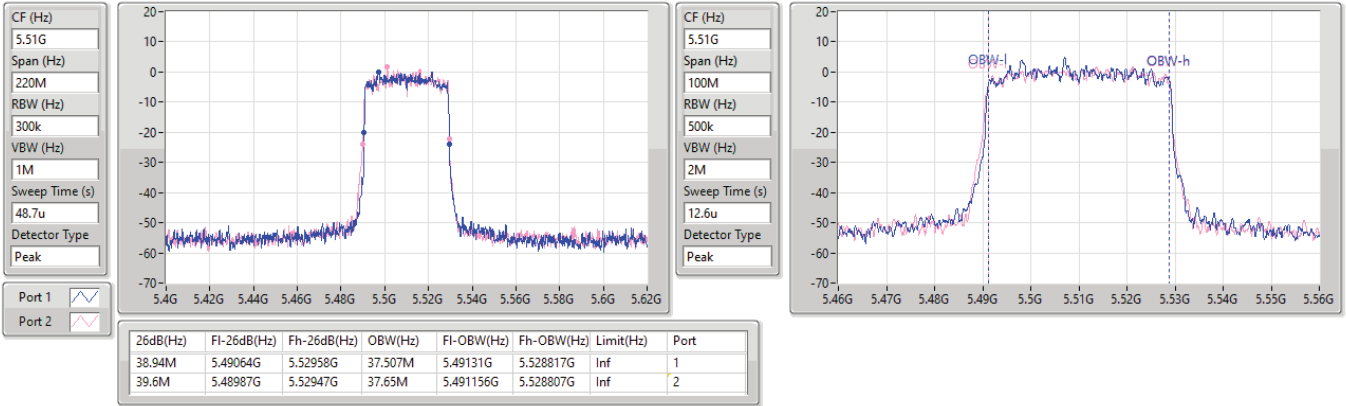 CF (Hz)
5.51G
Span (Hz)
220M
RBW (Hz)
300k
VBW (Hz)
1M
Sweep Time (s)
48.7u
Detector Type
Peak
Port 1
Port 2
20
10
0
-10
-20
-30
-40
-50
-60
-70
5.4G 5.42G 5.44G 5.46G 5.48G 5.5G 5.52G 5.54G 5.56G 5.58G 5.6G 5.62G
CF (Hz)
5.51G
Span (Hz)
100M
RBW (Hz)
500k
VBW (Hz)
2M
Sweep Time (s)
12.6u
Detector Type
Peak
20
10
0
-10
-20
-30
-40
-50
-60
-70
OBW-l
OBW-h
5.46G 5.47G 5.48G 5.49G 5.5G 5.51G 5.52G 5.53G 5.54G 5.55G 5.56G
26dB(Hz) Fl-26dB(Hz) Fh-26dB(Hz) OBW(Hz) Fl-OBW(Hz) Fh-OBW(Hz) Limit(Hz) Port
38.94M 5.49064G 5.52958G 37.507M 5.49131G 5.528817G Inf 1
39.6M 5.48987G 5.52947G 37.65M 5.491156G 5.528807G Inf 2